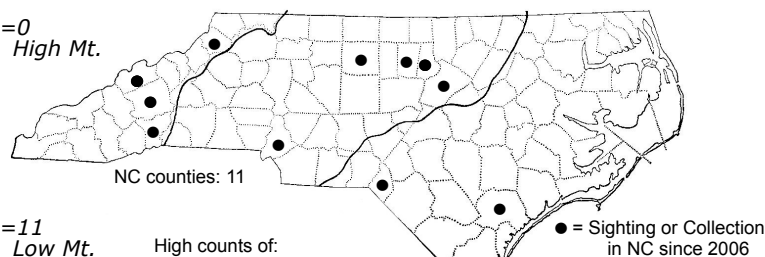 =0
High Mt.
NC counties: 11
=11
Low Mt.
High counts of:
● = Sighting or Collection
in NC since 2006